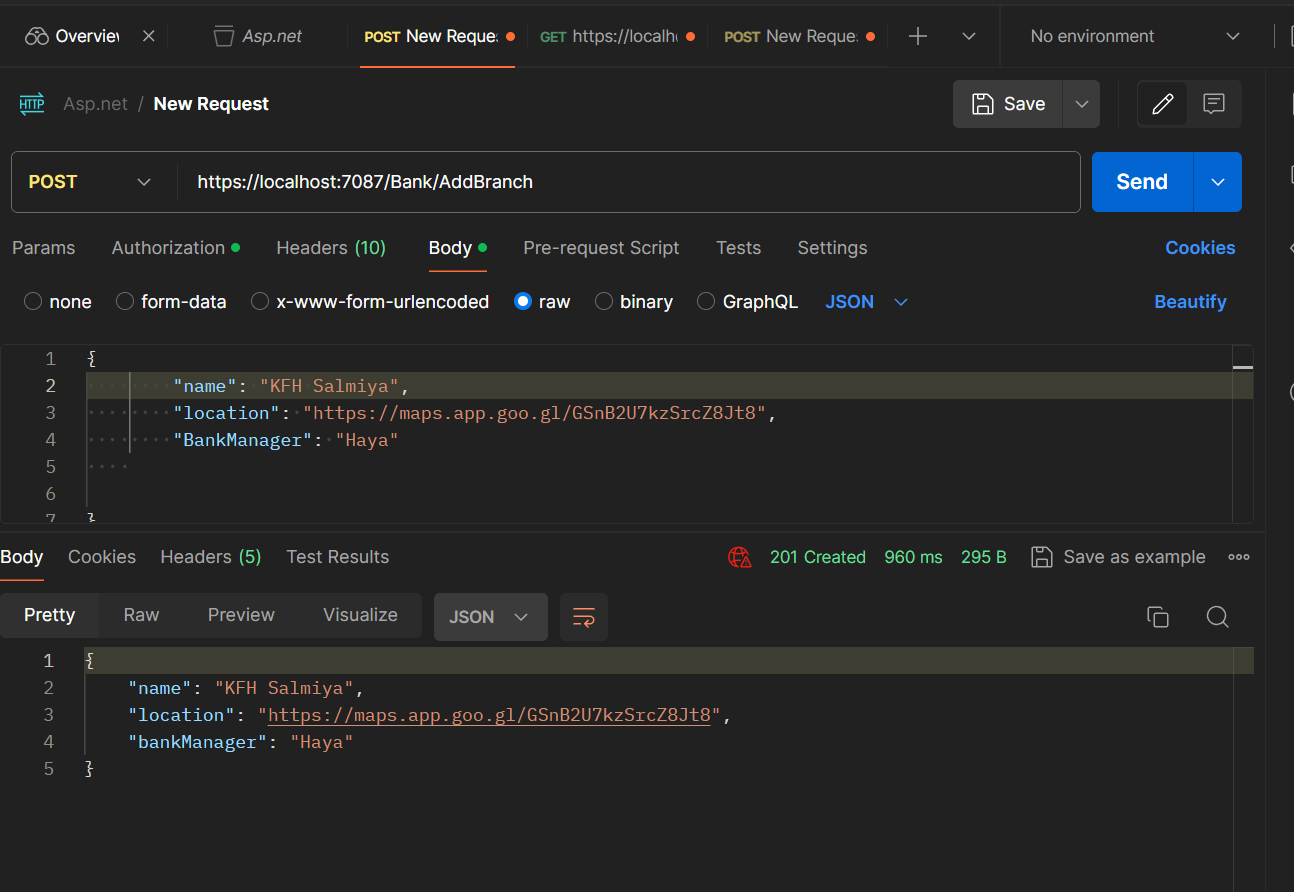 Overview Asp.net POST New Reques GET https://localh POST New Reques No environment
HTTP Asp.net / New Request Save
POST https://localhost:7087/Bank/AddBranch Send
Params Authorization Headers (10) Body Pre-request Script Tests Settings Cookies
none form-data x-www-form-urlencoded raw binary GraphQL JSON Beautify
1 {
2 "name": "KFH Salmiya",
3 "location": "https://maps.app.goo.gl/GSnB2U7kzSrcZ8Jt8",
4 "BankManager": "Haya"
5
6
7 }
Body Cookies Headers (5) Test Results 201 Created 960 ms 295 B Save as example
Pretty Raw Preview Visualize JSON
1 {
2 "name": "KFH Salmiya",
3 "location": "https://maps.app.goo.gl/GSnB2U7kzSrcZ8Jt8",
4 "bankManager": "Haya"
5 }